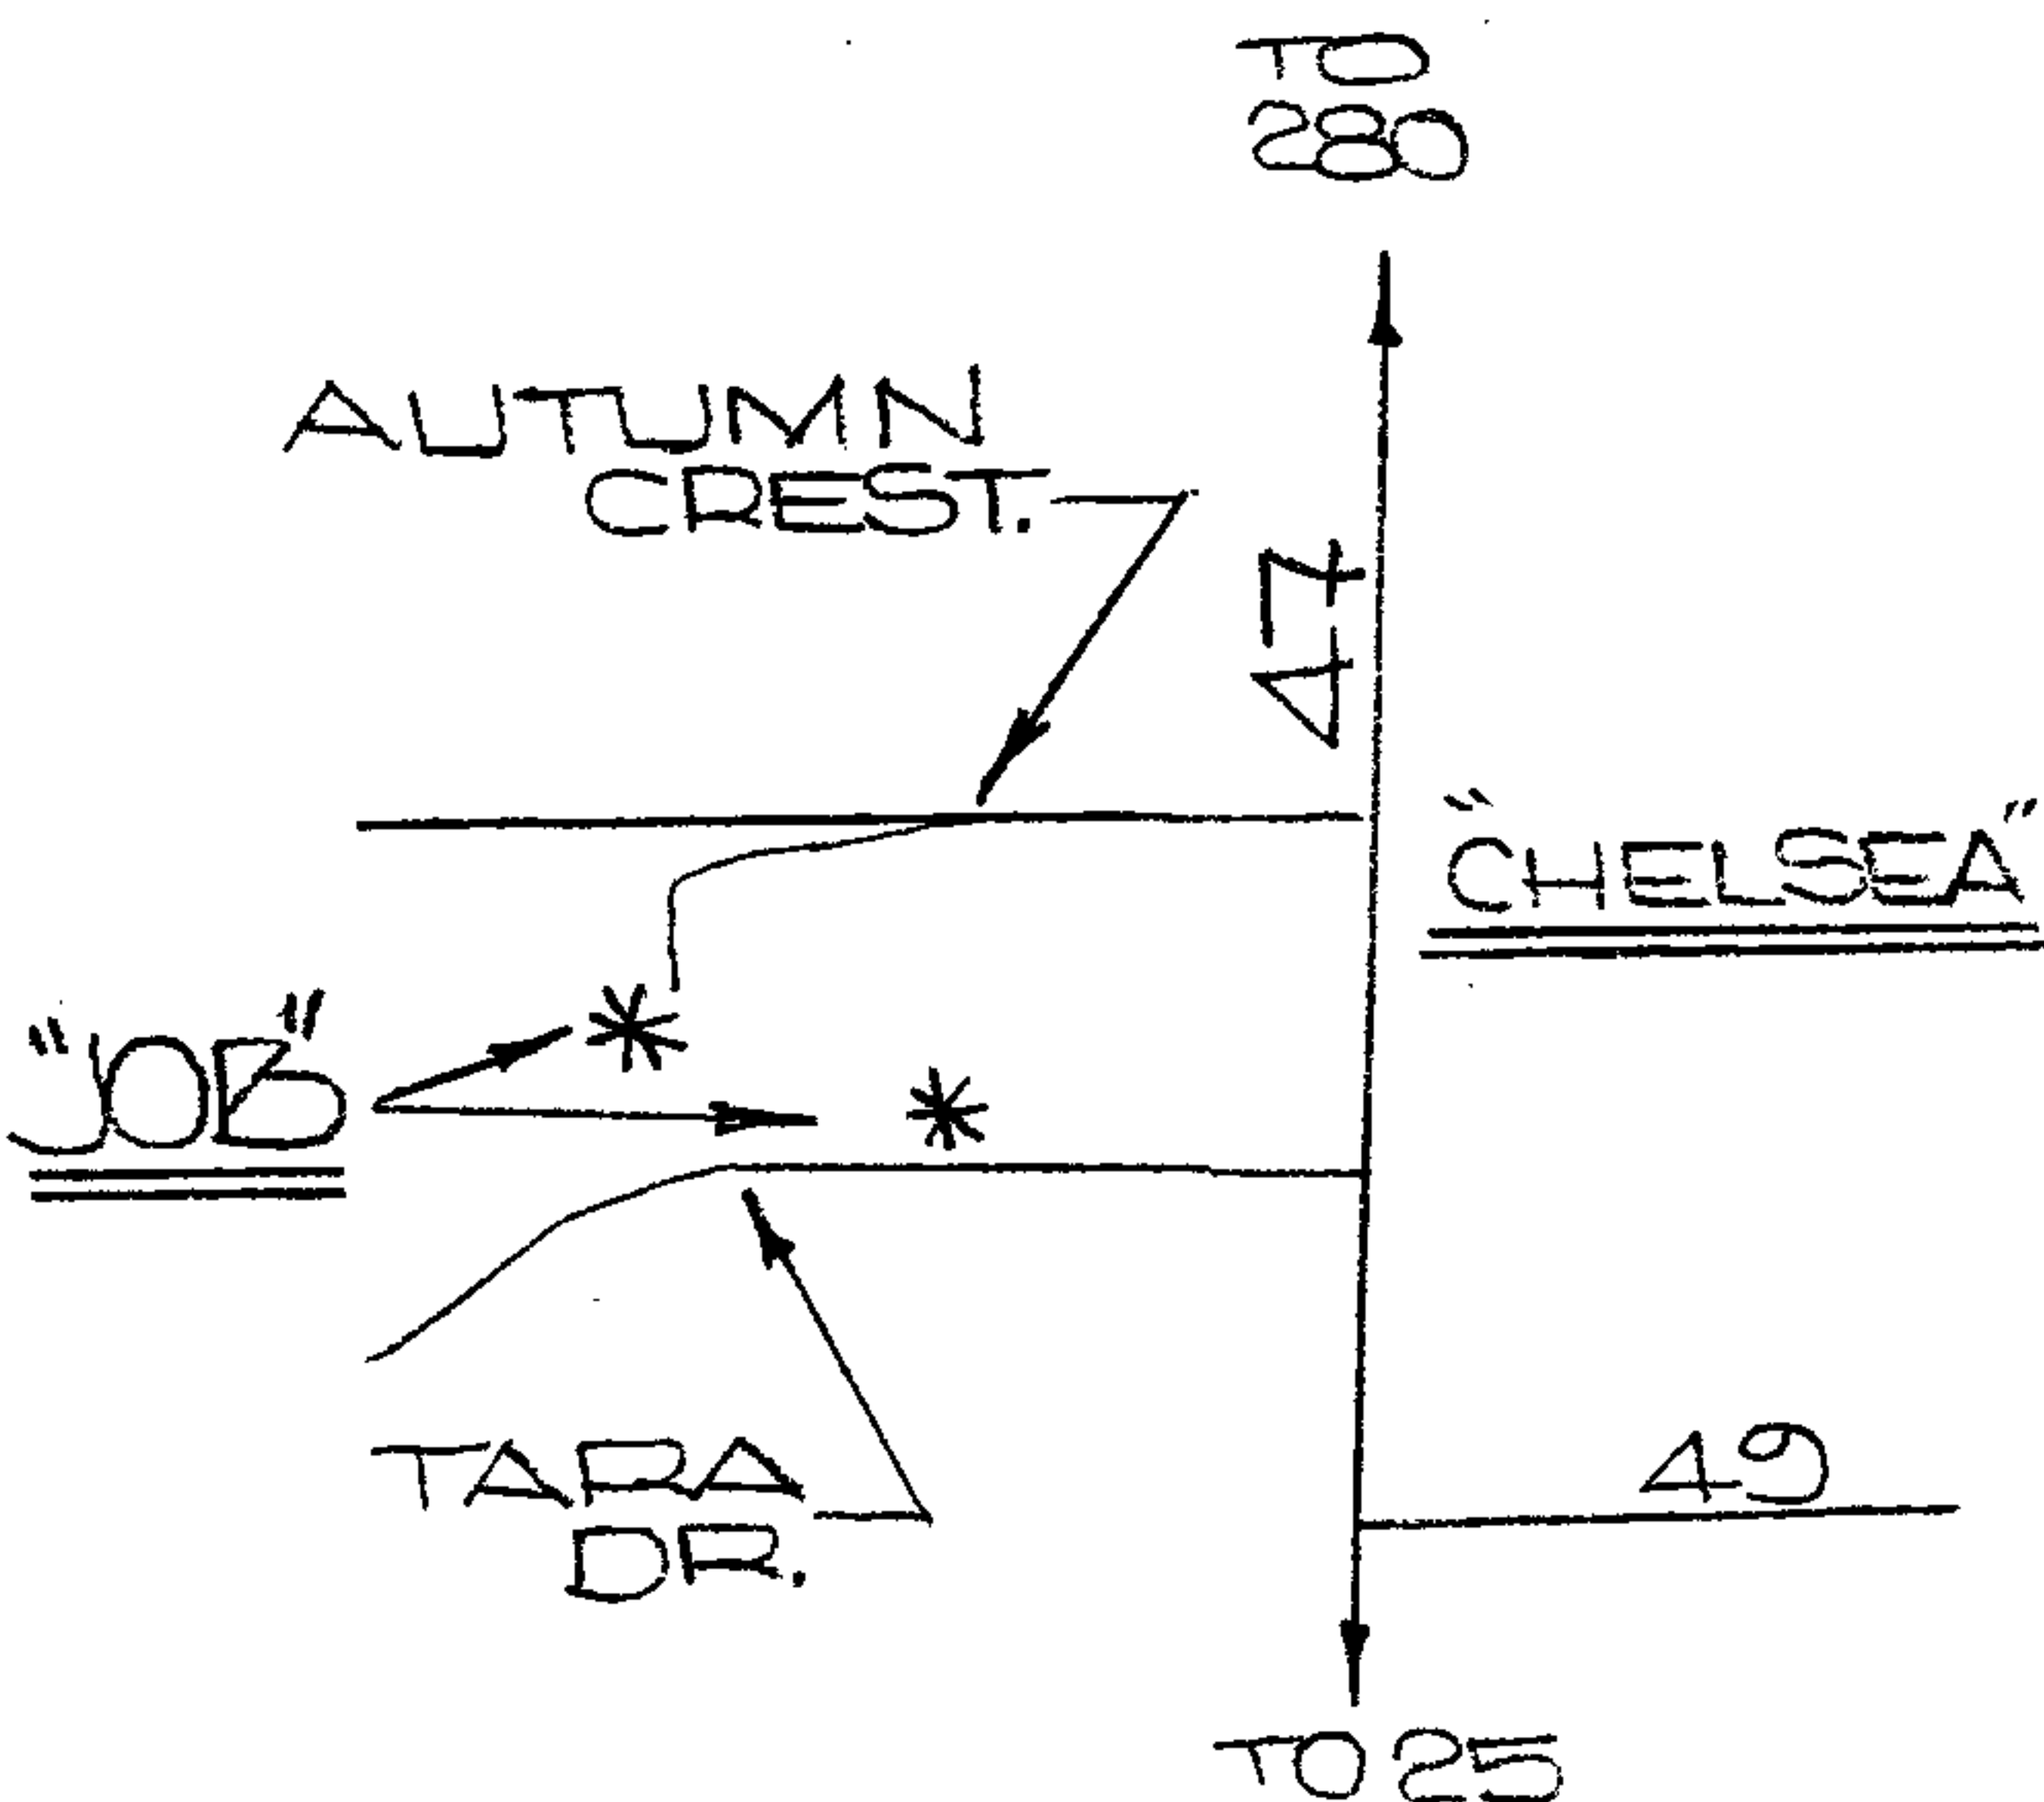 TO
280
AUTUMN
CREST.
47
"CHELSEA"
"JOB"
*
*
TARA
DR.
49
TO 25